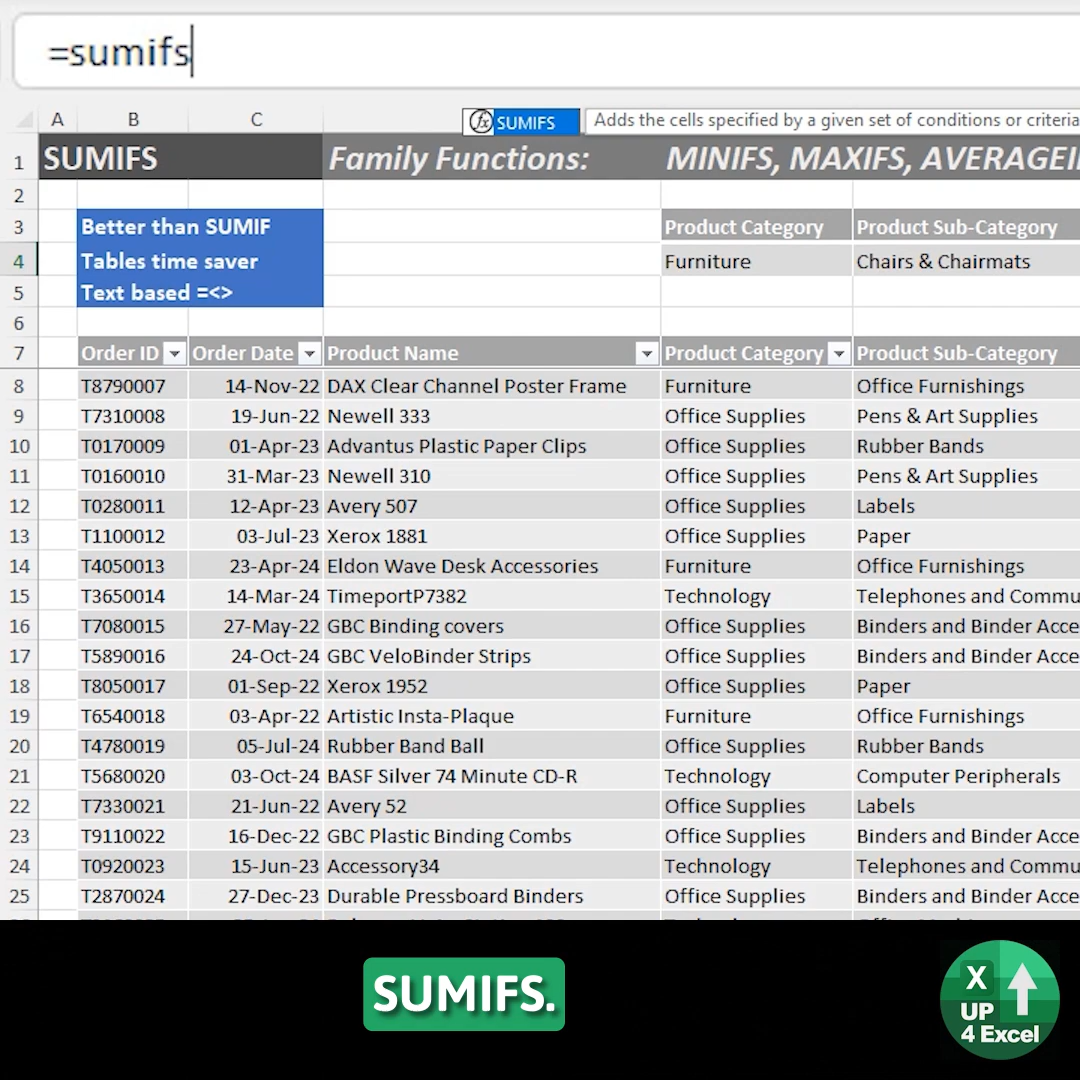 =sumifs
SUMIFS Adds the cells specified by a given set of conditions or criteria
A B C
1 SUMIFS Family Functions: MINIFS, MAXIFS, AVERAGEI
2
3 Better than SUMIF Product Category Product Sub-Category
4 Tables time saver Furniture Chairs & Chairmats
5 Text based =<>
6
7 Order ID Order Date Product Name Product Category Product Sub-Category
8 T8790007 14-Nov-22 DAX Clear Channel Poster Frame Furniture Office Furnishings
9 T7310008 19-Jun-22 Newell 333 Office Supplies Pens & Art Supplies
10 T0170009 01-Apr-23 Advantus Plastic Paper Clips Office Supplies Rubber Bands
11 T0160010 31-Mar-23 Newell 310 Office Supplies Pens & Art Supplies
12 T0280011 12-Apr-23 Avery 507 Office Supplies Labels
13 T1100012 03-Jul-23 Xerox 1881 Office Supplies Paper
14 T4050013 23-Apr-24 Eldon Wave Desk Accessories Furniture Office Furnishings
15 T3650014 14-Mar-24 TimeportP7382 Technology Telephones and Commu
16 T7080015 27-May-22 GBC Binding covers Office Supplies Binders and Binder Acce
17 T5890016 24-Oct-24 GBC VeloBinder Strips Office Supplies Binders and Binder Acce
18 T8050017 01-Sep-22 Xerox 1952 Office Supplies Paper
19 T6540018 03-Apr-22 Artistic Insta-Plaque Furniture Office Furnishings
20 T4780019 05-Jul-24 Rubber Band Ball Office Supplies Rubber Bands
21 T5680020 03-Oct-24 BASF Silver 74 Minute CD-R Technology Computer Peripherals
22 T7330021 21-Jun-22 Avery 52 Office Supplies Labels
23 T9110022 16-Dec-22 GBC Plastic Binding Combs Office Supplies Binders and Binder Acce
24 T0920023 15-Jun-23 Accessory34 Technology Telephones and Commu
25 T2870024 27-Dec-23 Durable Pressboard Binders Office Supplies Binders and Binder Acce
SUMIFS.
X
UP
4 Excel